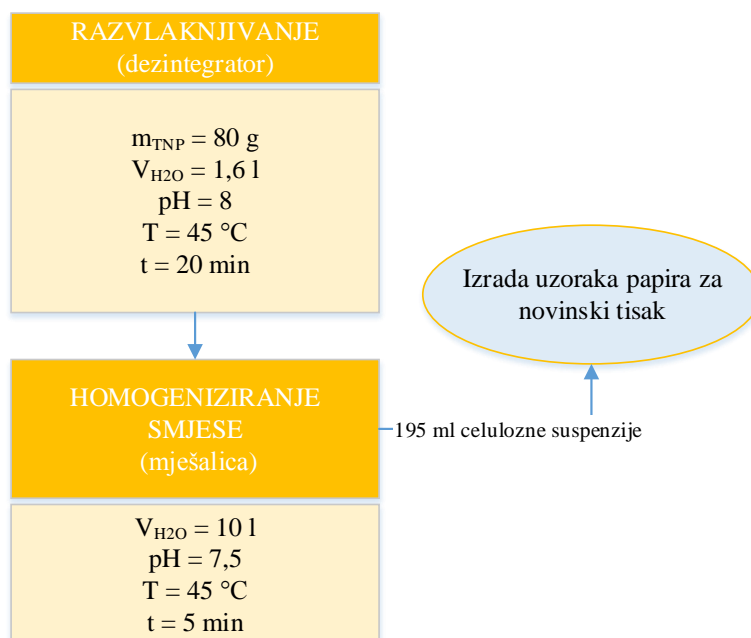 RAZVLAKNJIVANJE
(dezintegrator)
mTNP = 80 g
VH2O = 1,6 l
pH = 8
T = 45 °C
t = 20 min
Izrada uzoraka papira za
novinski tisak
HOMOGENIZIRANJE
SMJESE
(mješalica)
195 ml celulozne suspenzije
VH2O = 10 l
pH = 7,5
T = 45 °C
t = 5 min